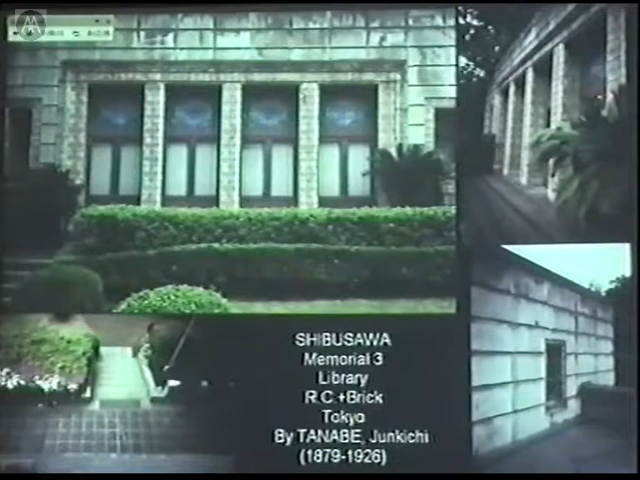 SHIBUSAWA
Memorial 3
Library
R.C.+Brick
Tokyo
By TANABE, Junkichi
(1879-1926)